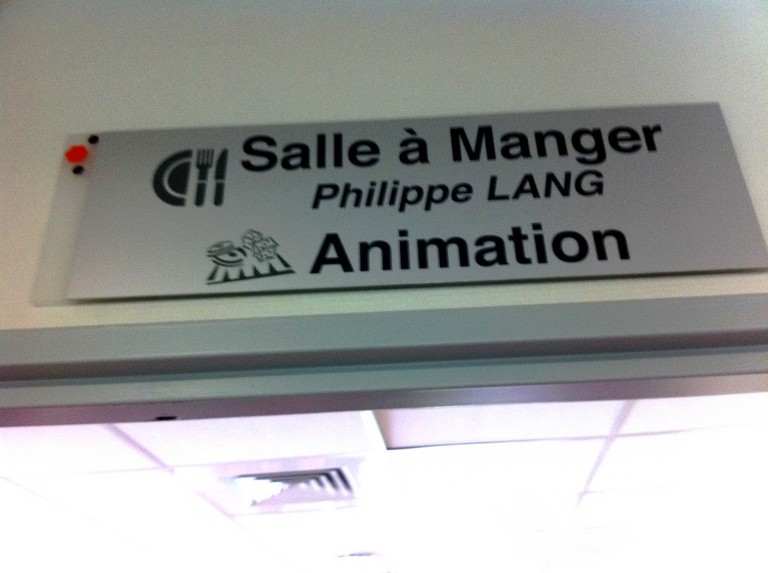 Salle à Manger
Philippe LANG
Animation